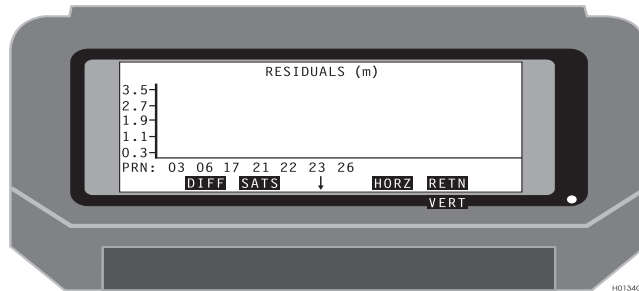 RESIDUALS (m)
3.5
2.7
1.9
1.1
0.3
PRN: 03 06 17 21 22 23 26
DIFF SATS ↓ HORZ RETN
VERT